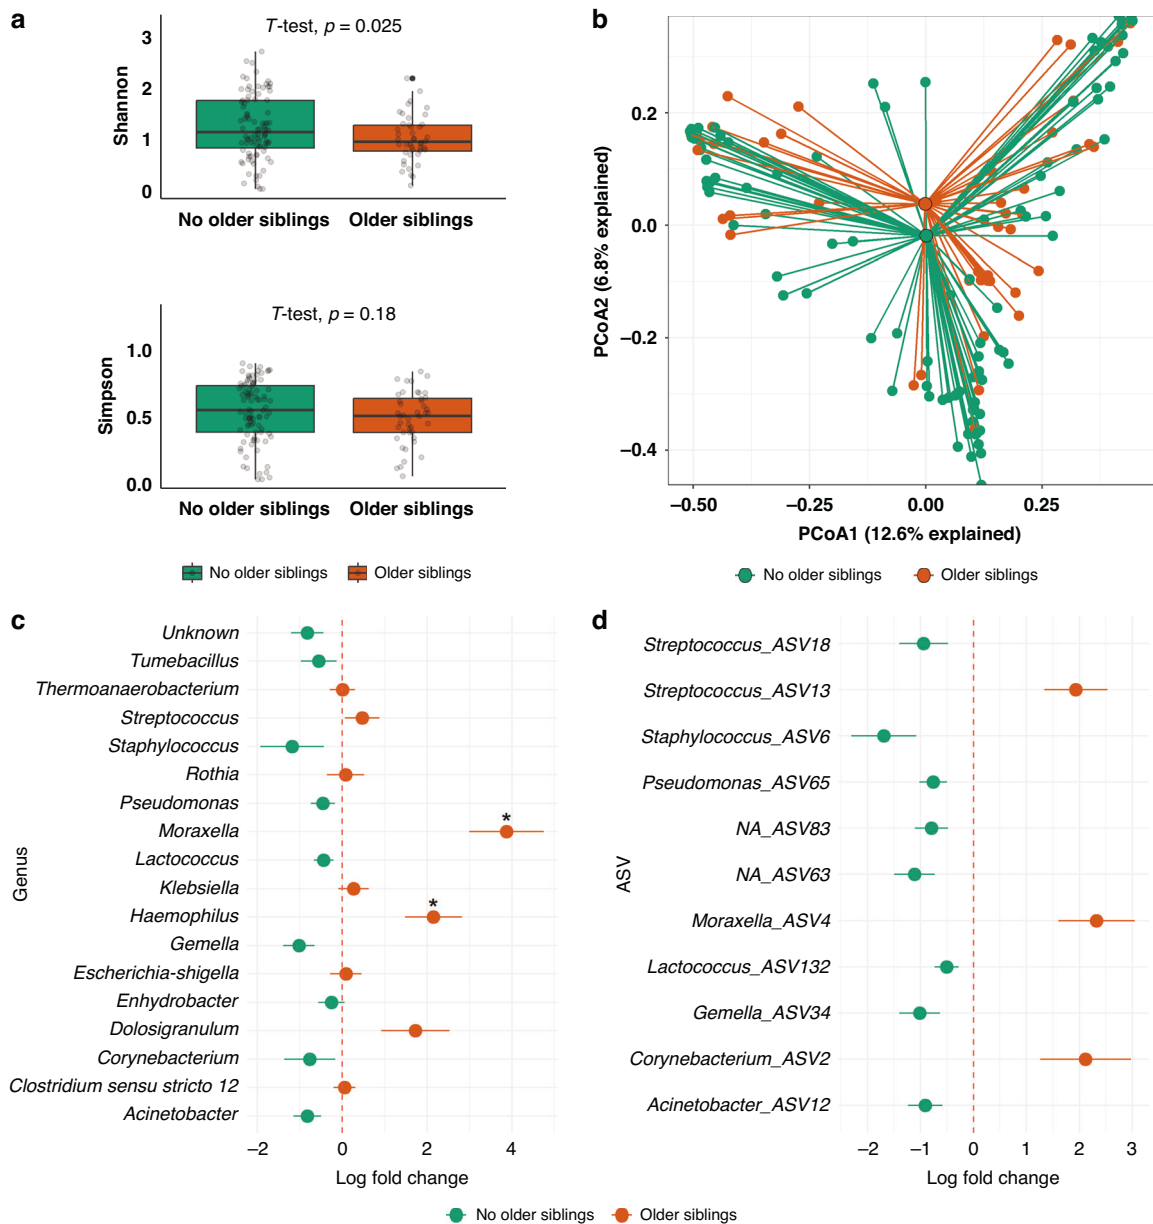 a
T-test, p = 0.025
Shannon
3
2
1
0
No older siblings
Older siblings
T-test, p = 0.18
Simpson
1.0
0.5
0.0
No older siblings
Older siblings
No older siblings
Older siblings
b
PCoA2 (6.8% explained)
0.2
0.0
−0.2
−0.4
−0.50
−0.25
0.00
0.25
PCoA1 (12.6% explained)
No older siblings
Older siblings
c
Genus
Unknown
Tumebacillus
Thermoanaerobacterium
Streptococcus
Staphylococcus
Rothia
Pseudomonas
Moraxella
*
Lactococcus
Klebsiella
Haemophilus
*
Gemella
Escherichia-shigella
Enhydrobacter
Dolosigranulum
Corynebacterium
Clostridium sensu stricto 12
Acinetobacter
−2
0
2
4
Log fold change
d
ASV
Streptococcus_ASV18
Streptococcus_ASV13
Staphylococcus_ASV6
Pseudomonas_ASV65
NA_ASV83
NA_ASV63
Moraxella_ASV4
Lactococcus_ASV132
Gemella_ASV34
Corynebacterium_ASV2
Acinetobacter_ASV12
−2
−1
0
1
2
3
Log fold change
No older siblings
Older siblings